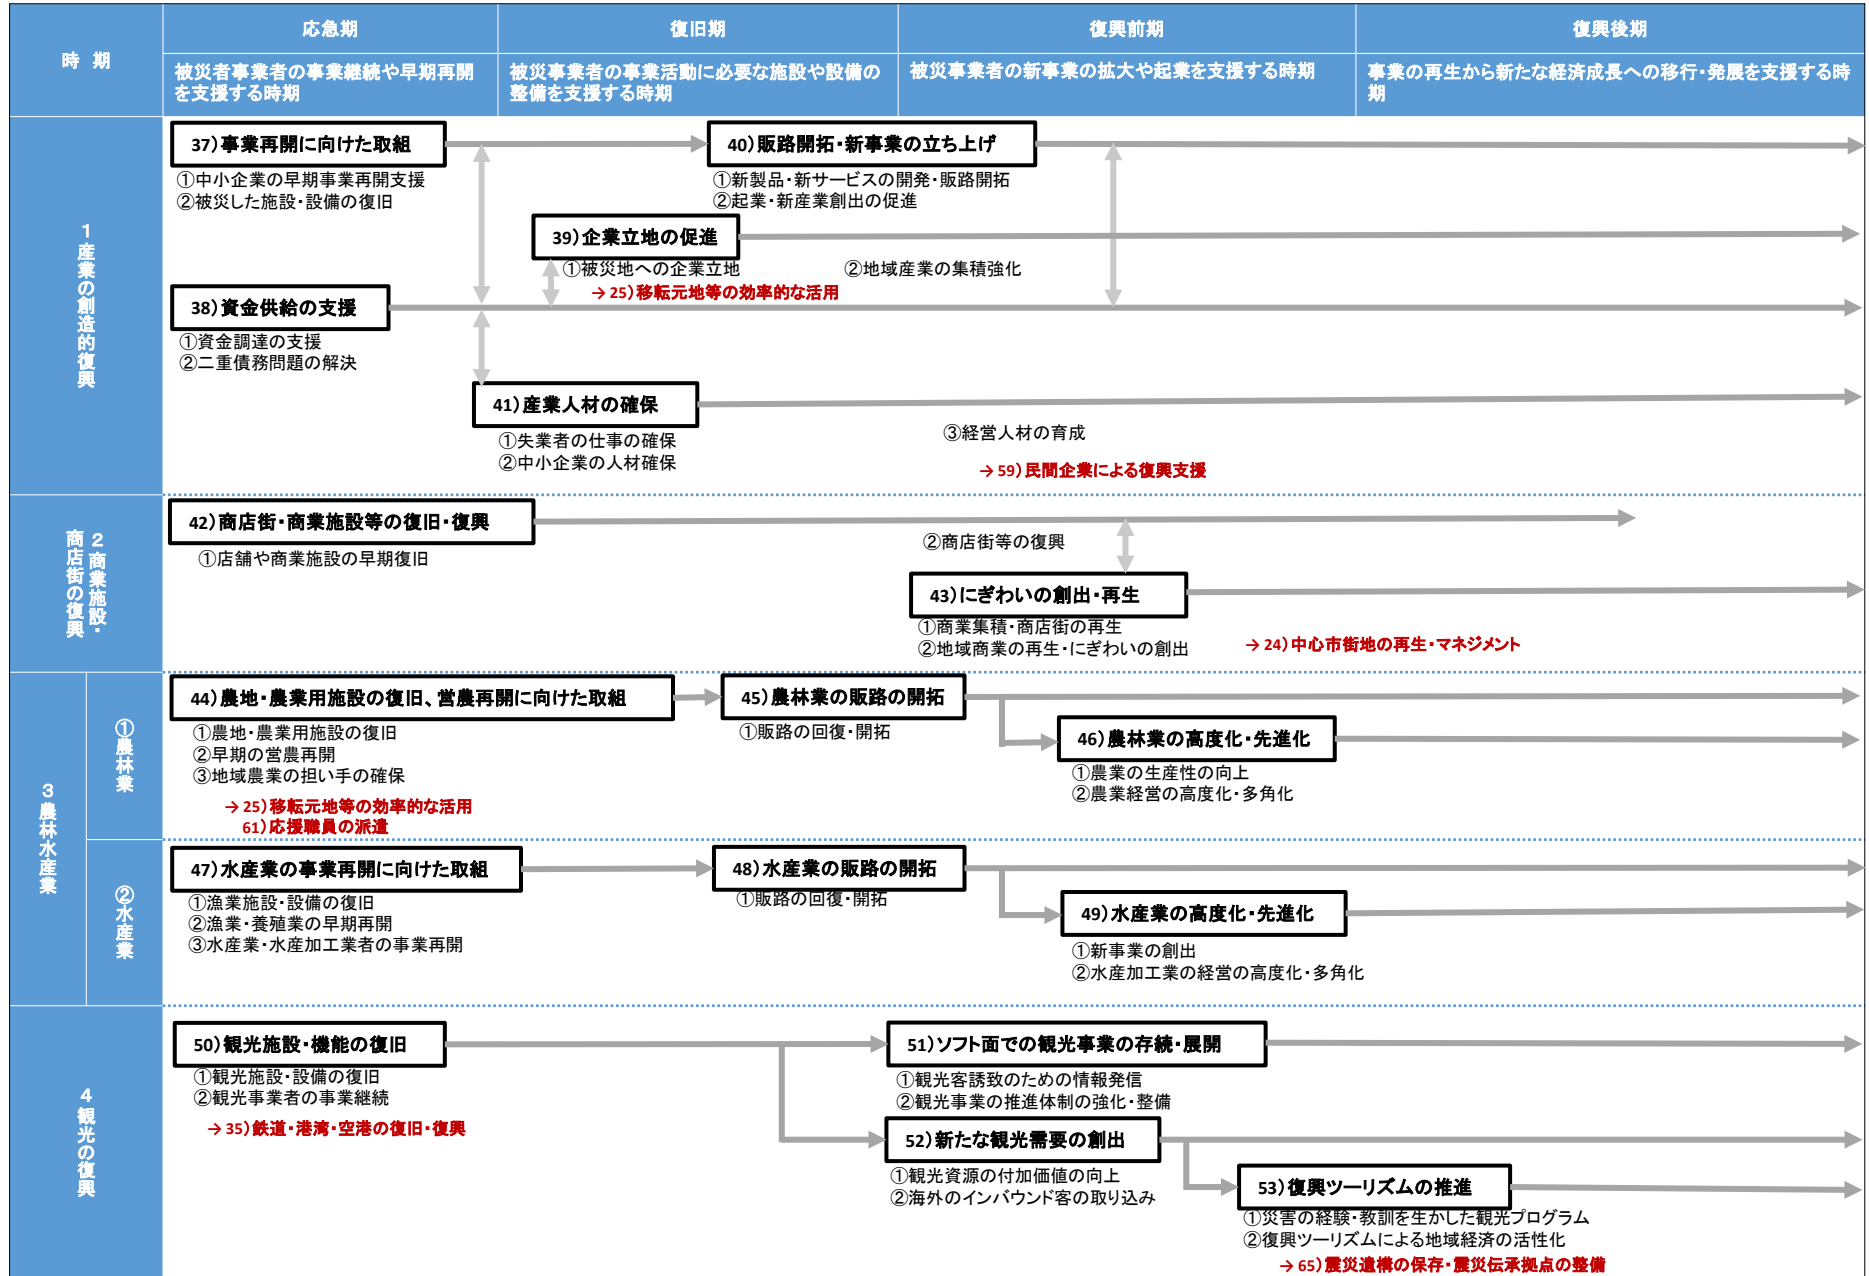 時 期
応急期
復旧期
復興前期
復興後期
被災者事業者の事業継続や早期再開
を支援する時期
被災事業者の事業活動に必要な施設や設備の
整備を支援する時期
被災事業者の新事業の拡大や起業を支援する時期
事業の再生から新たな経済成長への移行・発展を支援する時
期
1産業の創造的復興
37)事業再開に向けた取組
①中小企業の早期事業再開支援
②被災した施設・設備の復旧
40)販路開拓・新事業の立ち上げ
①新製品・新サービスの開発・販路開拓
②起業・新産業創出の促進
39)企業立地の促進
①被災地への企業立地
②地域産業の集積強化
→25)移転元地等の効率的な活用
38)資金供給の支援
①資金調達の支援
②二重債務問題の解決
41)産業人材の確保
①失業者の仕事の確保
②中小企業の人材確保
③経営人材の育成
→59)民間企業による復興支援
2商業施設・
商店街の復興
42)商店街・商業施設等の復旧・復興
①店舗や商業施設の早期復旧
②商店街等の復興
43)にぎわいの創出・再生
①商業集積・商店街の再生
②地域商業の再生・にぎわいの創出
→24)中心市街地の再生・マネジメント
3農林水産業
①農林業
44)農地・農業用施設の復旧、営農再開に向けた取組
①農地・農業用施設の復旧
②早期の営農再開
③地域農業の担い手の確保
→25)移転元地等の効率的な活用
61)応援職員の派遣
45)農林業の販路の開拓
①販路の回復・開拓
46)農林業の高度化・先進化
①農業の生産性の向上
②農業経営の高度化・多角化
②水産業
47)水産業の事業再開に向けた取組
①漁業施設・設備の復旧
②漁業・養殖業の早期再開
③水産業・水産加工業者の事業再開
48)水産業の販路の開拓
①販路の回復・開拓
49)水産業の高度化・先進化
①新事業の創出
②水産加工業の経営の高度化・多角化
4観光の復興
50)観光施設・機能の復旧
①観光施設・設備の復旧
②観光事業者の事業継続
→35)鉄道・港湾・空港の復旧・復興
51)ソフト面での観光事業の存続・展開
①観光客誘致のための情報発信
②観光事業の推進体制の強化・整備
52)新たな観光需要の創出
①観光資源の付加価値の向上
②海外のインバウンド客の取り込み
53)復興ツーリズムの推進
①災害の経験・教訓を生かした観光プログラム
②復興ツーリズムによる地域経済の活性化
→65)震災遺構の保存・震災伝承拠点の整備